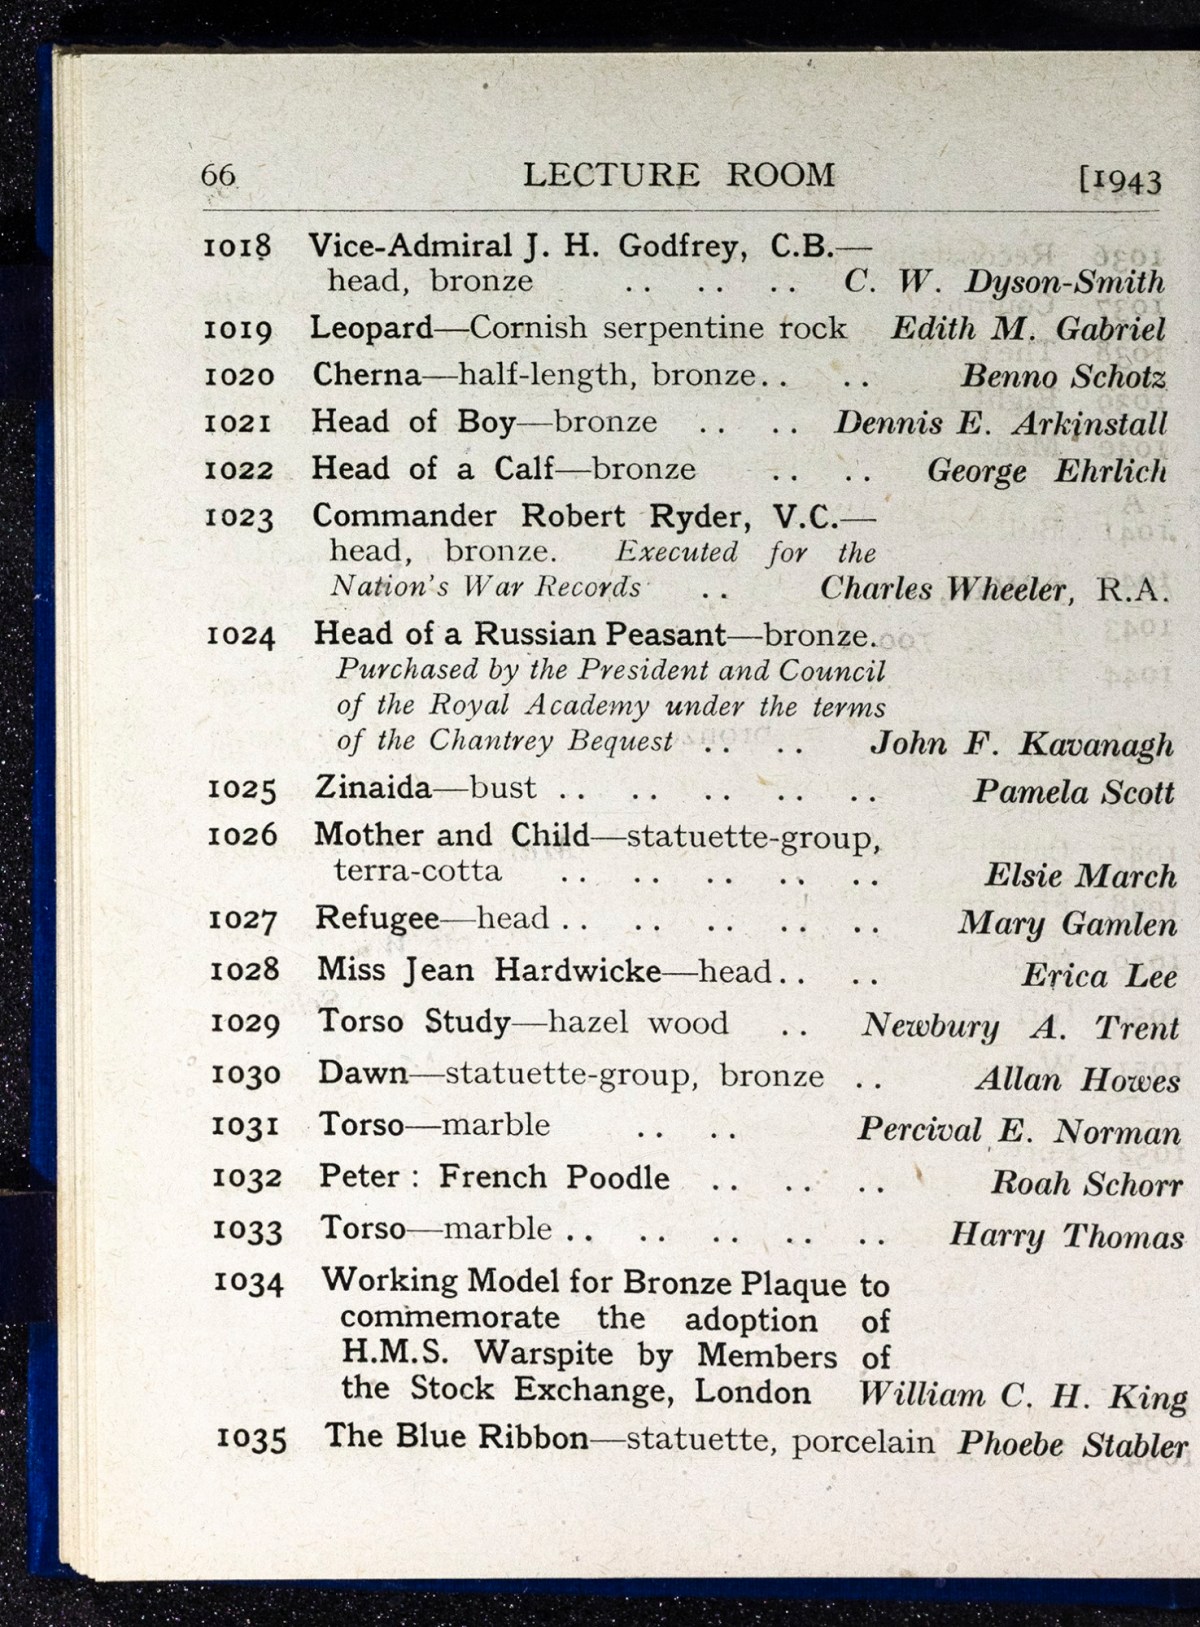 66 LECTURE ROOM [1943
1018 Vice-Admiral J. H. Godfrey, C.B.—
head, bronze .. .. .. C. W. Dyson-Smith
1019 Leopard—Cornish serpentine rock Edith M. Gabriel
1020 Cherna—half-length, bronze.. .. Benno Schotz
1021 Head of Boy—bronze .. .. Dennis E. Arkinstall
1022 Head of a Calf—bronze .. .. George Ehrlich
1023 Commander Robert Ryder, V.C.—
head, bronze. Executed for the
Nation's War Records .. Charles Wheeler, R.A.
1024 Head of a Russian Peasant—bronze.
Purchased by the President and Council
of the Royal Academy under the terms
of the Chantrey Bequest .. .. John F. Kavanagh
1025 Zinaida—bust .. .. .. .. .. Pamela Scott
1026 Mother and Child—statuette-group,
terra-cotta .. .. .. .. .. Elsie March
1027 Refugee—head .. .. .. .. .. Mary Gamlen
1028 Miss Jean Hardwicke—head.. .. Erica Lee
1029 Torso Study—hazel wood .. Newbury A. Trent
1030 Dawn—statuette-group, bronze .. Allan Howes
1031 Torso—marble .. .. Percival E. Norman
1032 Peter : French Poodle .. .. .. Roah Schorr
1033 Torso—marble .. .. .. .. .. Harry Thomas
1034 Working Model for Bronze Plaque to
commemorate the adoption of
H.M.S. Warspite by Members of
the Stock Exchange, London William C. H. King
1035 The Blue Ribbon—statuette, porcelain Phoebe Stabler